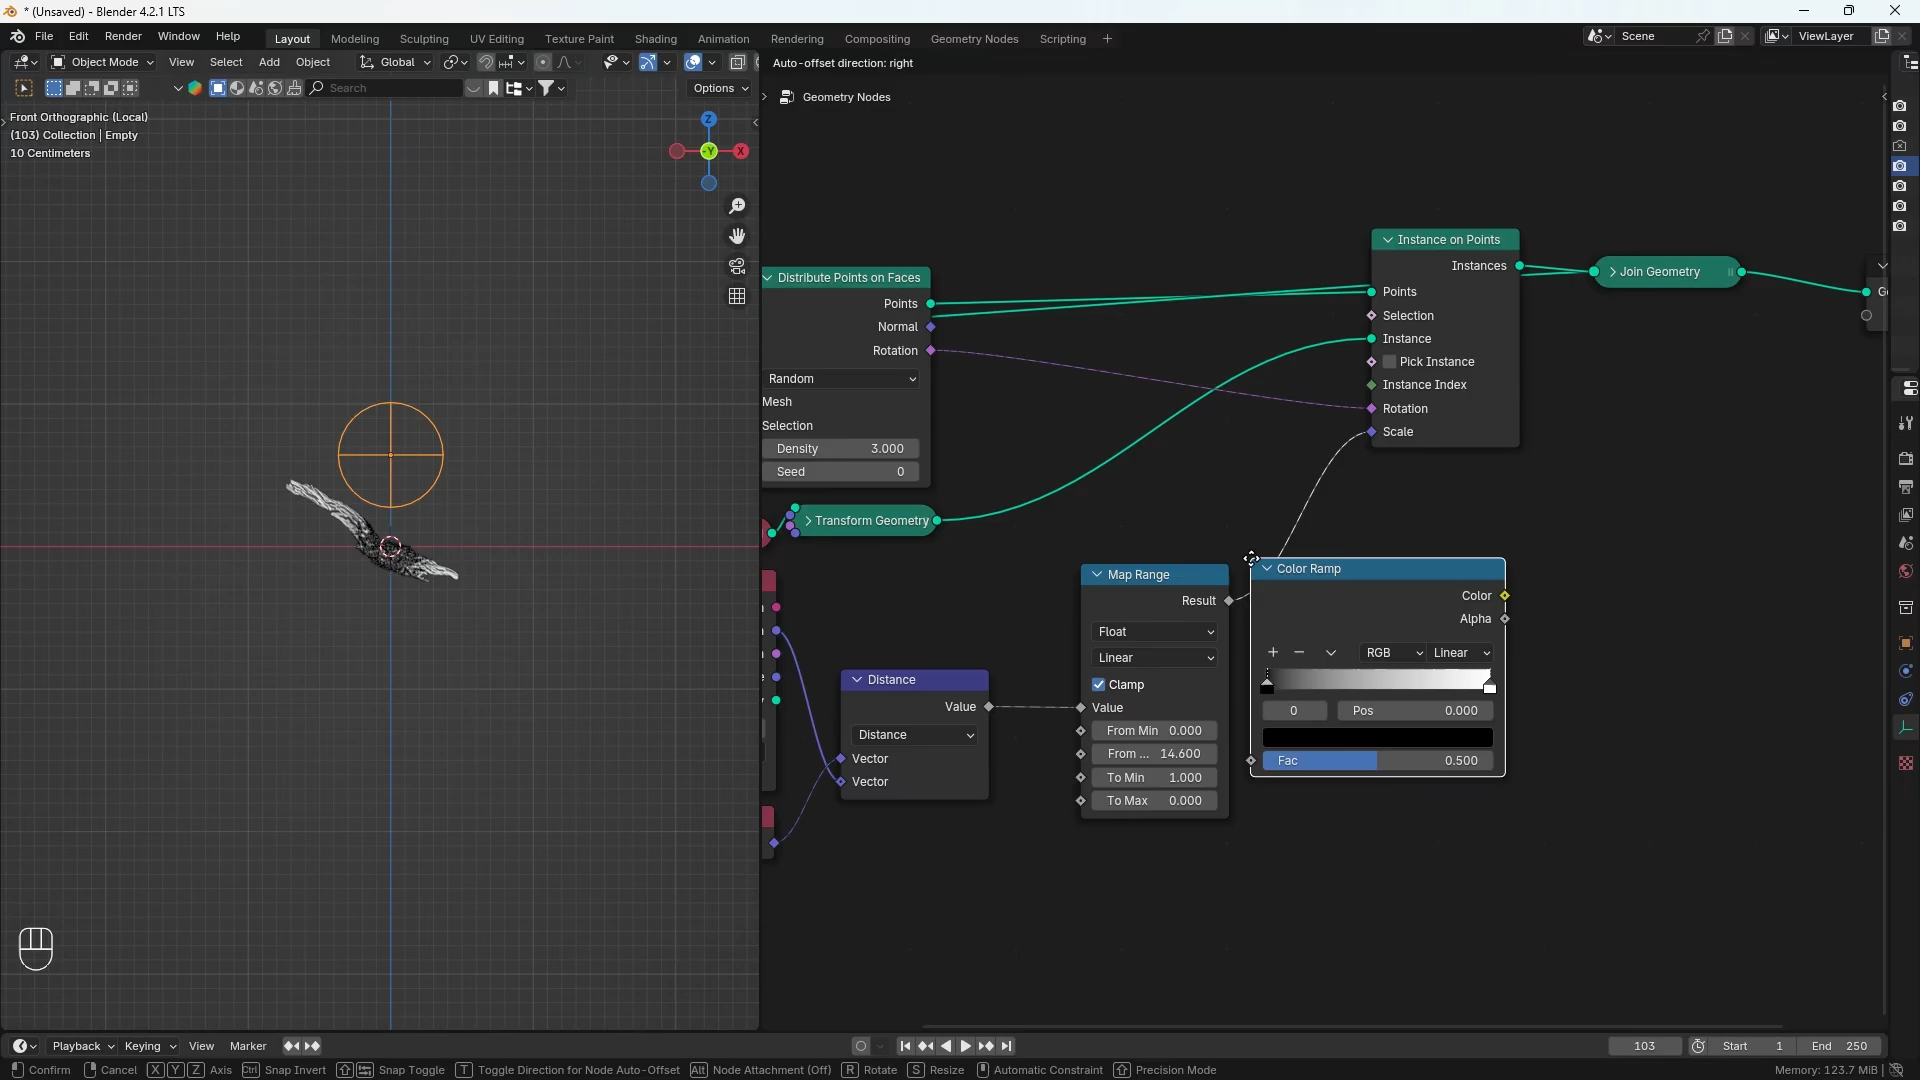 * (Unsaved) - Blender 4.2.1 LTS
File Edit Render Window Help
Layout Modeling Sculpting UV Editing Texture Paint Shading Animation Rendering Compositing Geometry Nodes Scripting +
Scene
ViewLayer
Object Mode View Select Add Object Global
Auto-offset direction: right
Search
Options
Geometry Nodes
Front Orthographic (Local)
(103) Collection | Empty
10 Centimeters
Z
-Y
X
Distribute Points on Faces
Points
Normal
Rotation
Random
Mesh
Selection
Density 3.000
Seed 0
Transform Geometry
Instance on Points
Instances
Points
Selection
Instance
Pick Instance
Instance Index
Rotation
Scale
Join Geometry
Distance
Value
Distance
Vector
Vector
Map Range
Result
Float
Linear
Clamp
Value
From Min 0.000
From ... 14.600
To Min 1.000
To Max 0.000
Color Ramp
Color
Alpha
RGB Linear
0 Pos 0.000
Fac 0.500
Playback Keying View Marker
103 Start 1 End 250
Confirm Cancel X Y Z Axis Ctrl Snap Invert Snap Toggle T Toggle Direction for Node Auto-Offset Alt Node Attachment (Off) R Rotate S Resize Automatic Constraint Precision Mode
Memory: 123.7 MiB